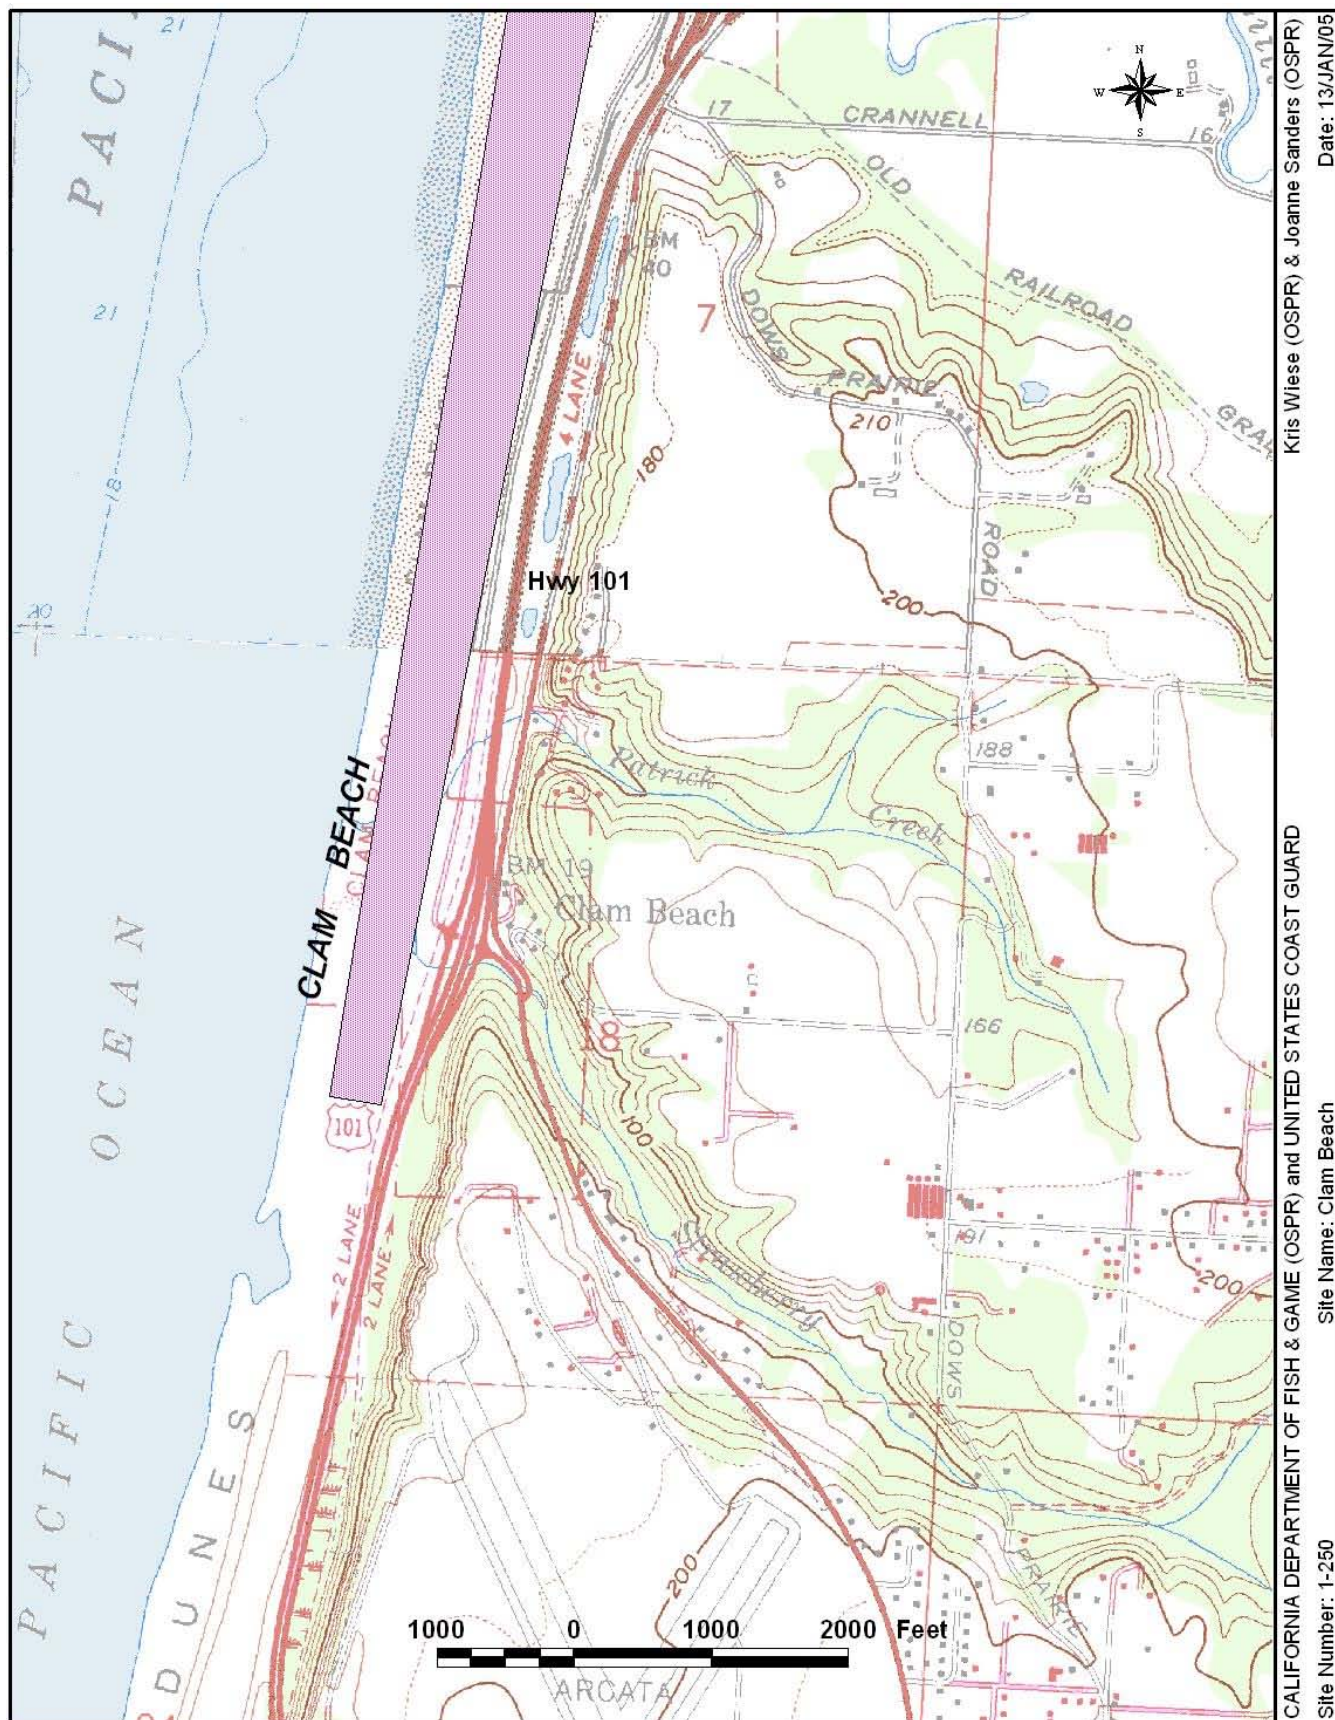 21
PACI
N
W E
S
17
CRANNELL
16
OLD
RAILROAD
GRA
BM
40
7
21
DOWS
PRAIRIE
210
4 LANE
180
18
ROAD
Hwy 101
200
Patrick
188
Creek
CLAM BEACH
CLAM
BM 19
Clam Beach
PACIFIC OCEAN
166
18
100
101
2 LANE
2 LANE
Strawberry
191
200
DOWS
PRAIRIE
DUNES
200
1000 0 1000 2000 Feet
ARCATA
CALIFORNIA DEPARTMENT OF FISH & GAME (OSPR) and UNITED STATES COAST GUARD
Kris Wiese (OSPR) & Joanne Sanders (OSPR)
Site Number: 1-250
Site Name: Clam Beach
Date: 13/JAN/05